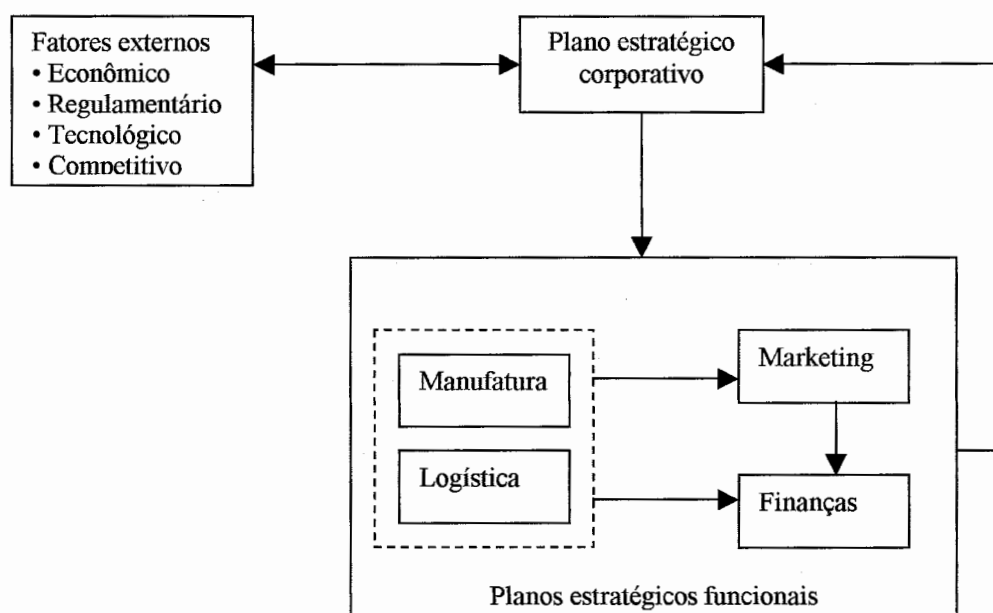 Fatores externos
• Econômico
• Regulamentário
• Tecnológico
• Competitivo
Plano estratégico
corporativo
Manufatura
Logística
Marketing
Finanças
Planos estratégicos funcionais